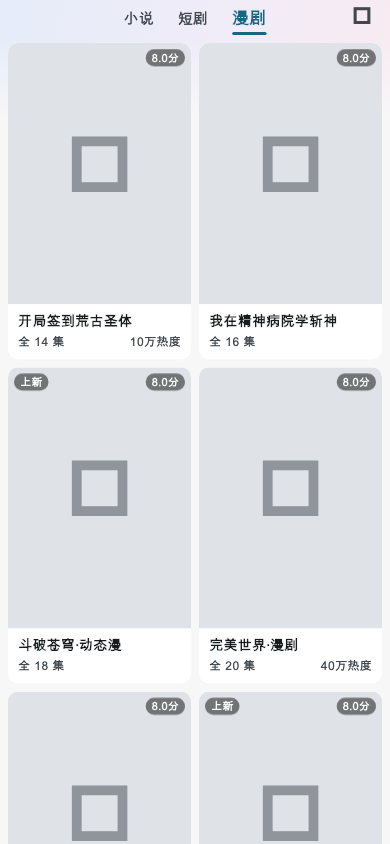 小说 短剧 漫剧
8.0分 8.0分
开局签到荒古圣体
全 14 集 10万热度
我在精神病院学斩神
全 16 集
上新 8.0分 8.0分
斗破苍穹·动态漫
全 18 集
完美世界·漫剧
全 20 集 40万热度
8.0分 上新 8.0分